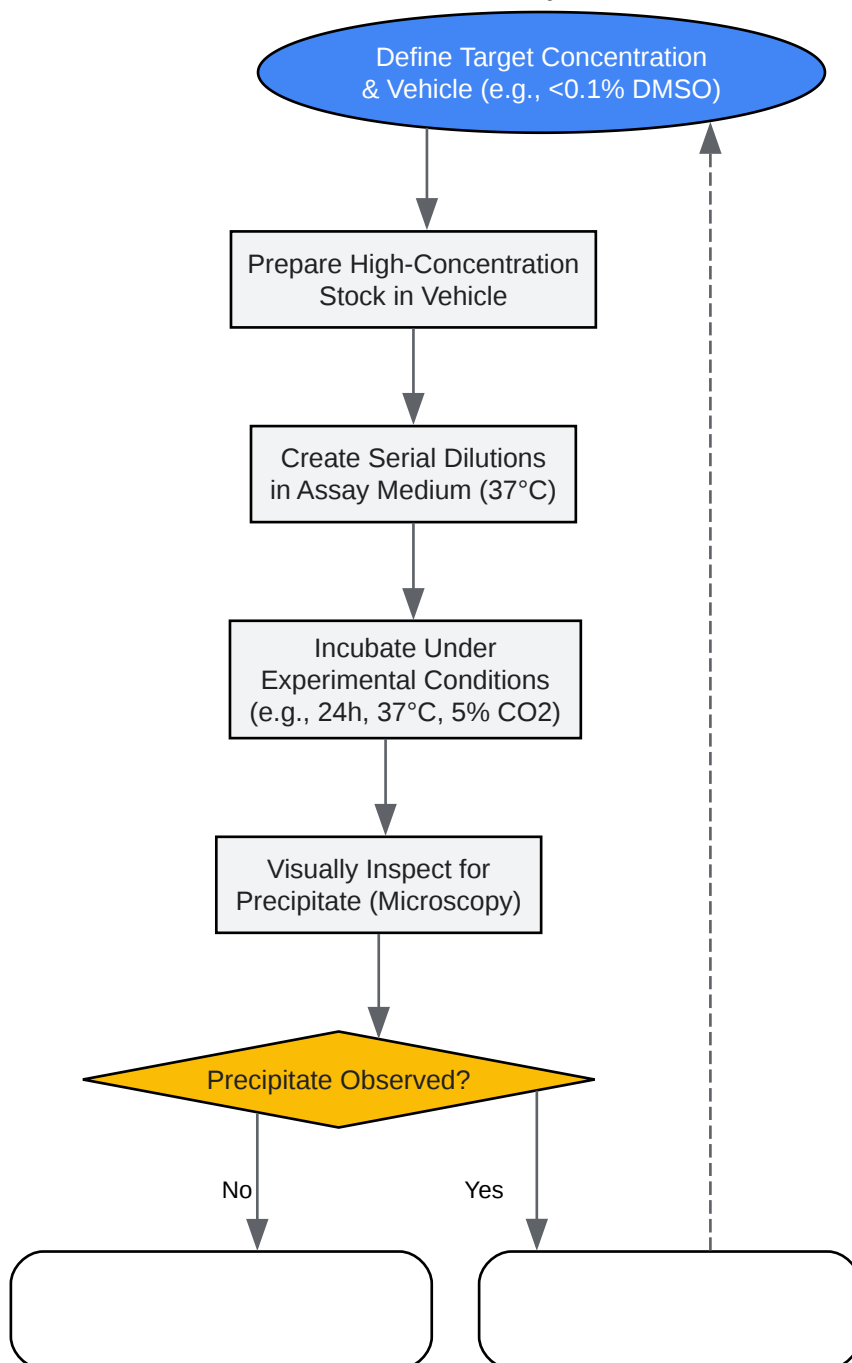 Define Target Concentration
& Vehicle (e.g., <0.1% DMSO)
Prepare High-Concentration
Stock in Vehicle
Create Serial Dilutions
in Assay Medium (37°C)
Incubate Under
Experimental Conditions
(e.g., 24h, 37°C, 5% CO2)
Visually Inspect for
Precipitate (Microscopy)
Precipitate Observed?
No
Yes